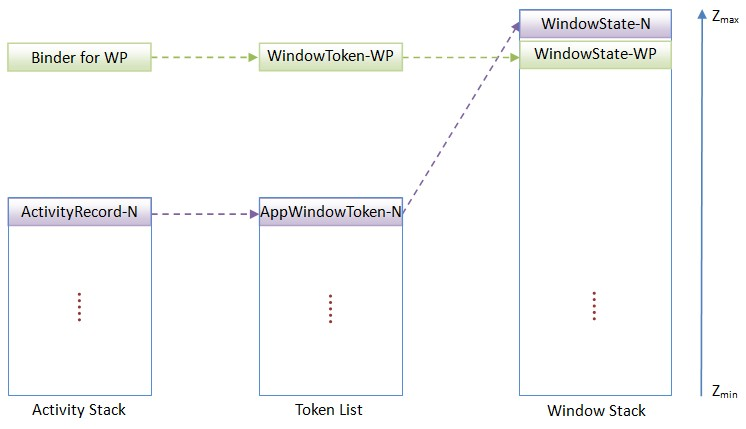 WindowState-N
Zmax
Binder for WP
WindowToken-WP
WindowState-WP
ActivityRecord-N
AppWindowToken-N
Zmin
Activity Stack
Token List
Window Stack